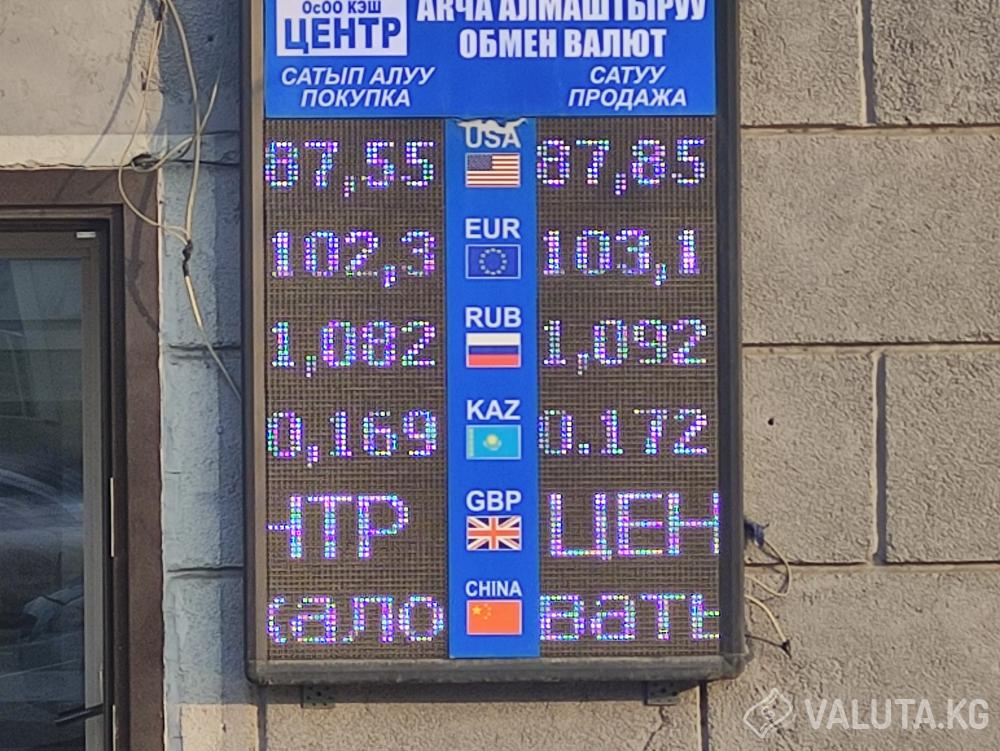 ОсОО КЭШ
ЦЕНТР
АКЧА АЛМАШТЫРУУ
ОБМЕН ВАЛЮТ
САТЫП АЛУУ
ПОКУПКА
САТУУ
ПРОДАЖА
87,55 USA 87,85
102,3 EUR 103,1
1,082 RUB 1,092
0,169 KAZ 0.172
НТР GBP ЦЕН
жало CHINA вать
VALUTA.KG